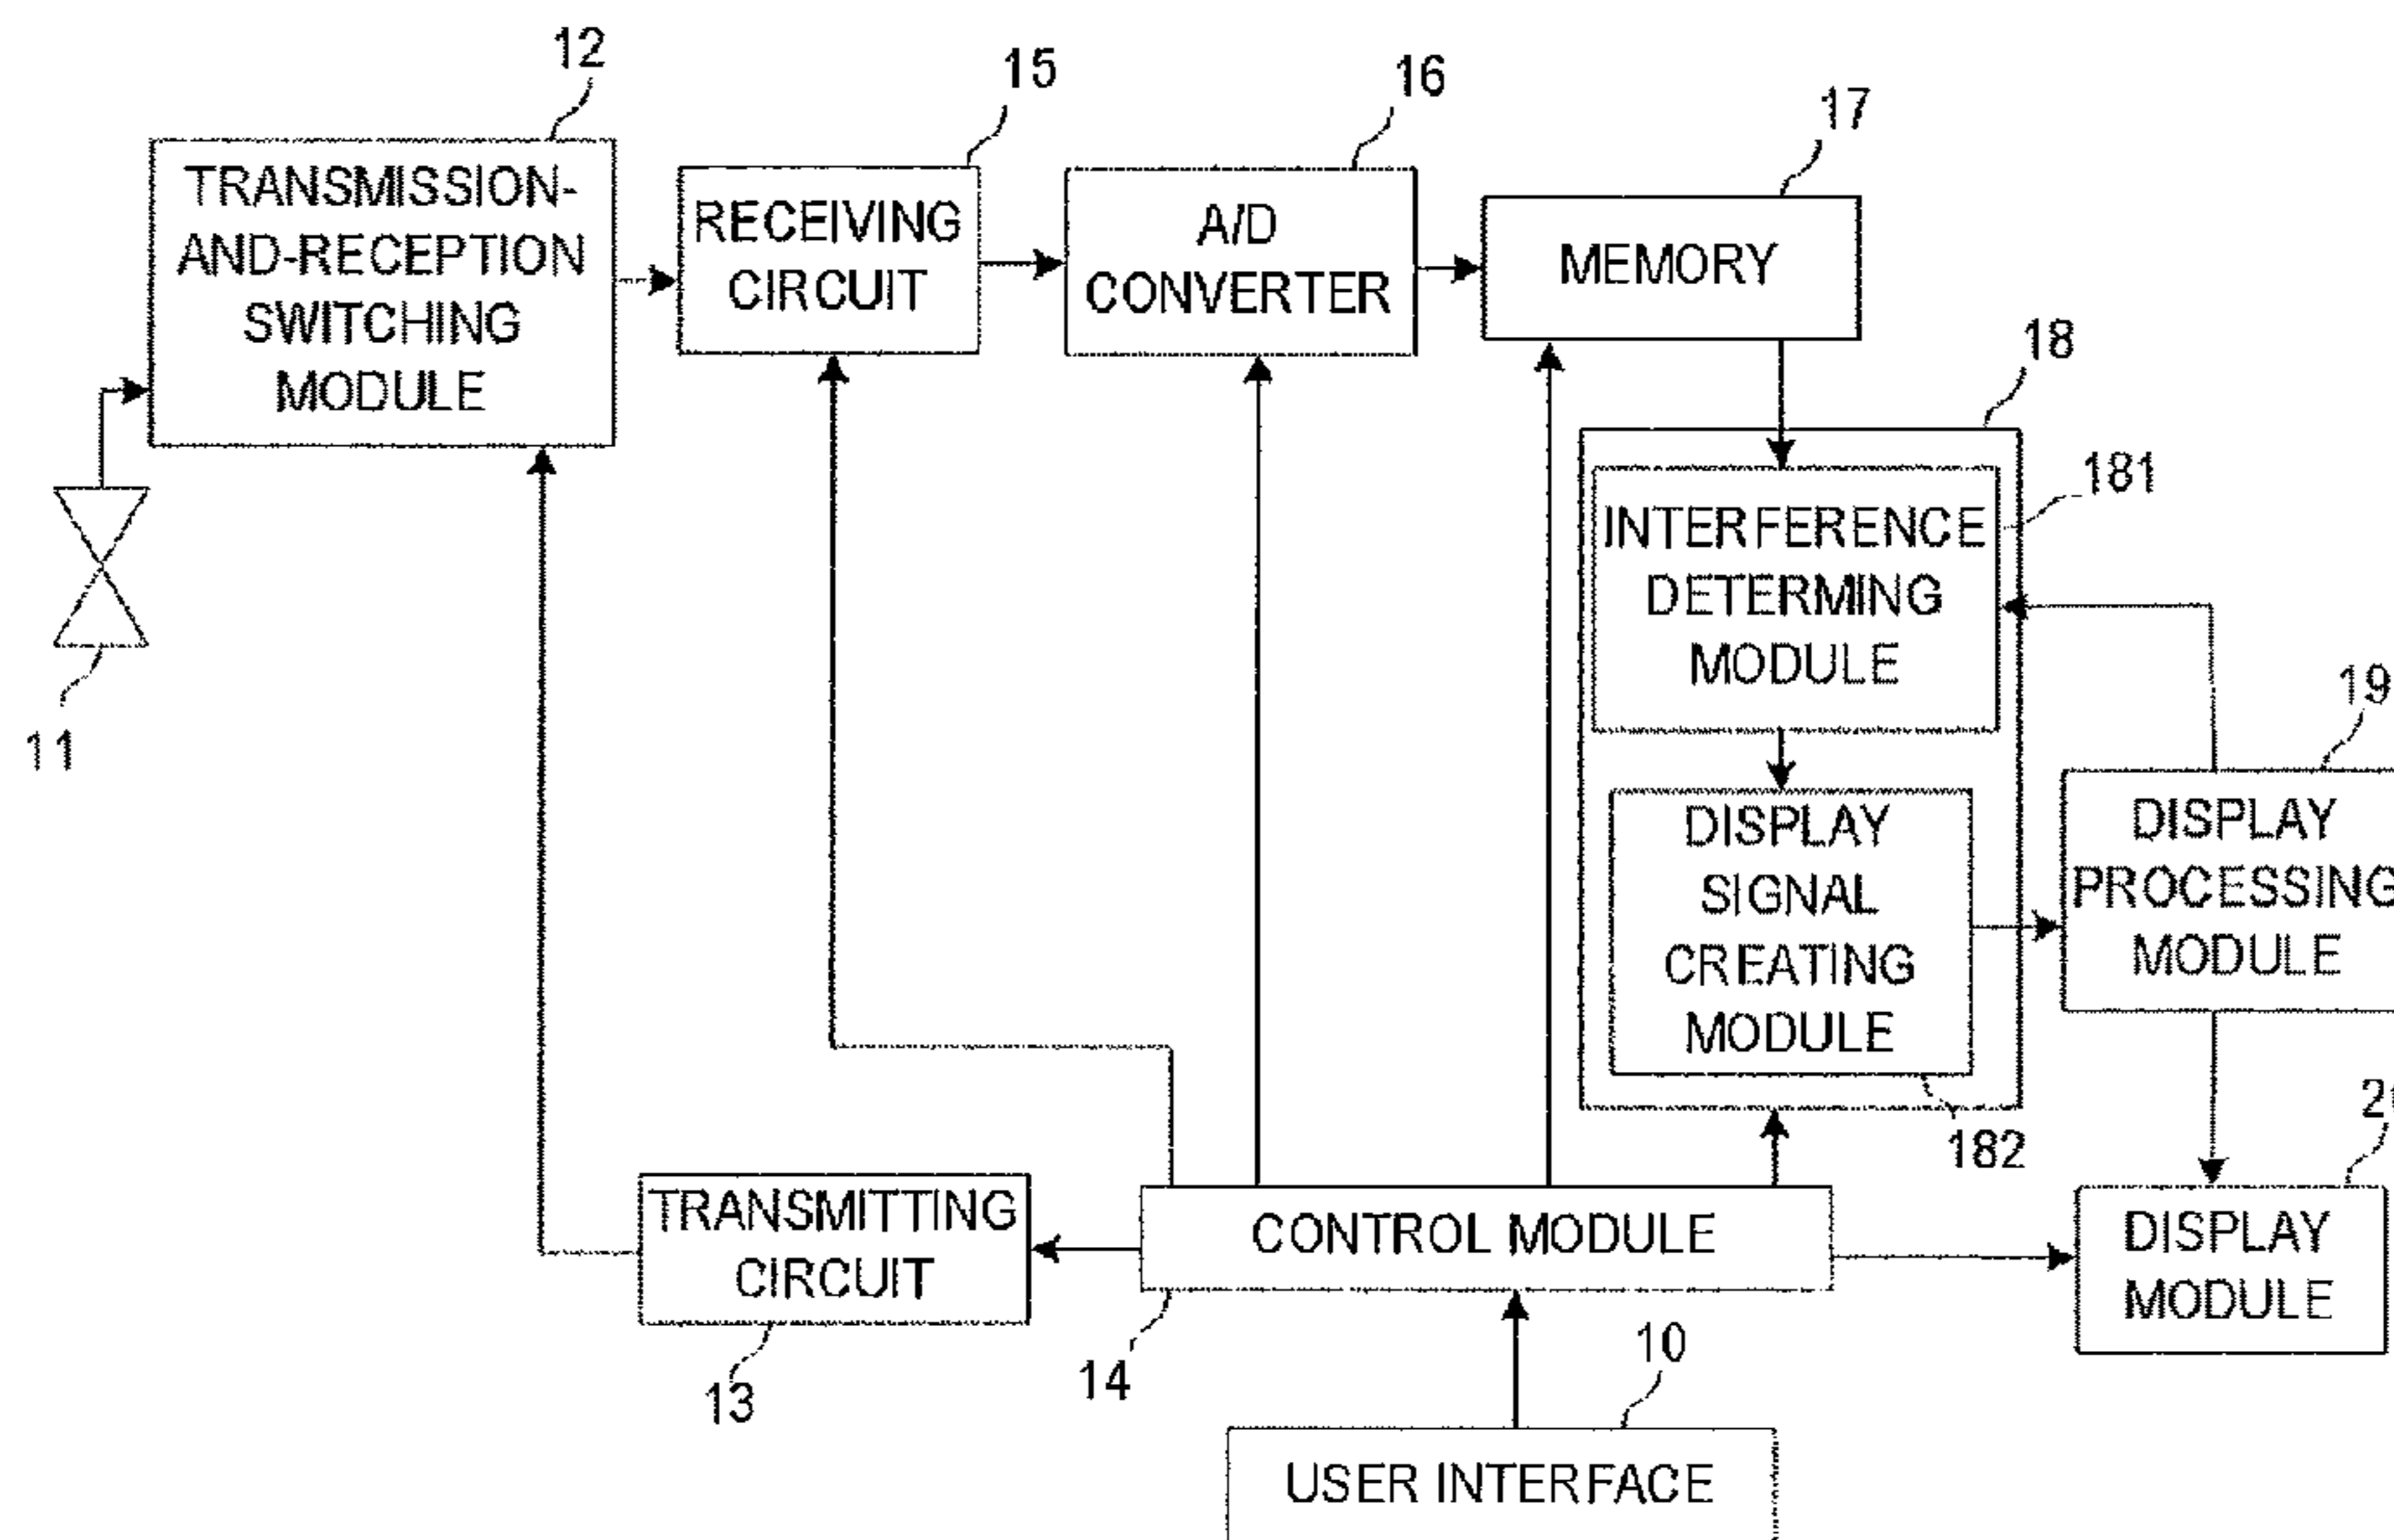 12
15
16
17
TRANSMISSION-
AND-RECEPTION
SWITCHING
MODULE
RECEIVING
CIRCUIT
A/D
CONVERTER
MEMORY
18
181
INTERFERENCE
DETERMING
MODULE
11
19
DISPLAY
SIGNAL
CREATING
MODULE
DISPLAY
PROCESSING
MODULE
182
TRANSMITTING
CIRCUIT
CONTROL MODULE
DISPLAY
MODULE
13
14
10
USER INTERFACE